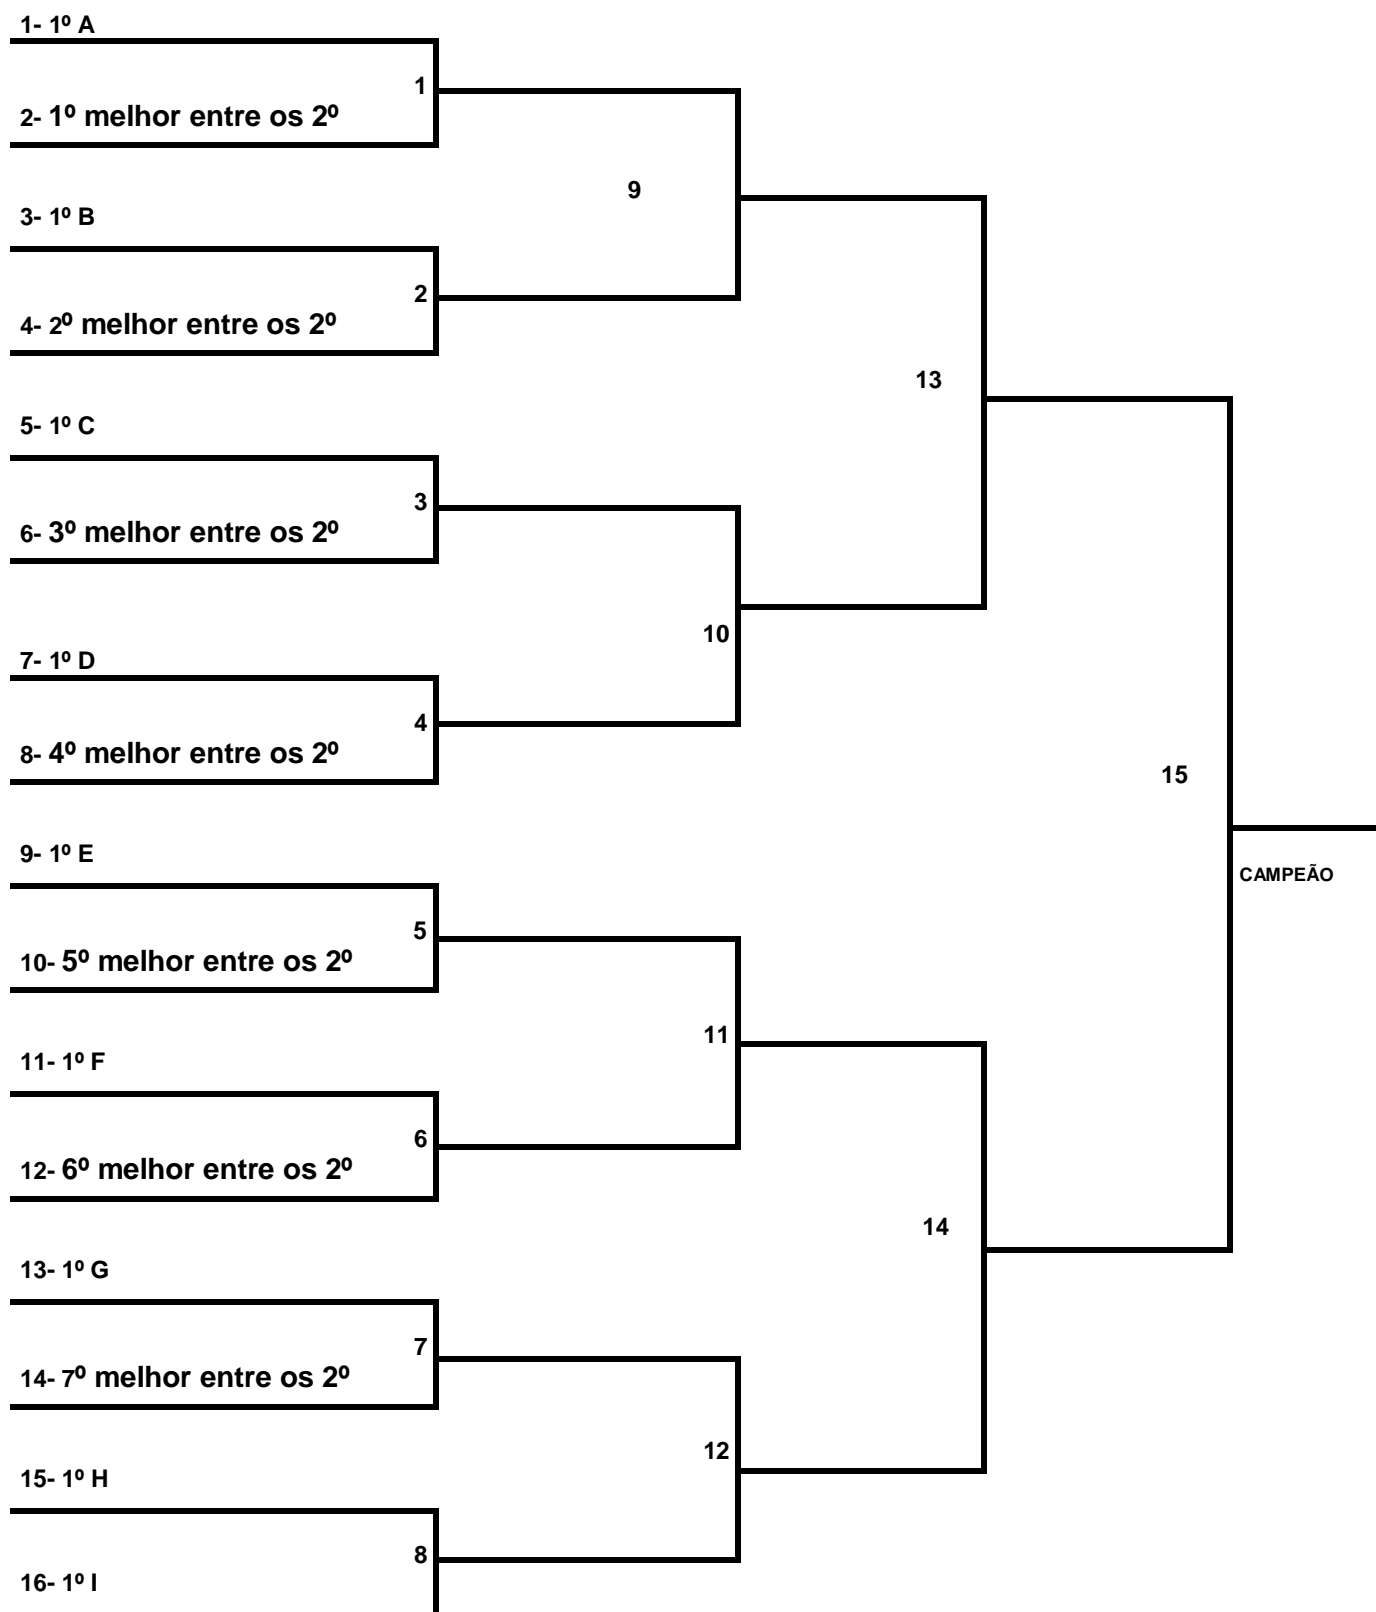 1- 1º A
1
2- 1º melhor entre os 2º
9
3- 1º B
2
4- 2º melhor entre os 2º
13
5- 1º C
3
6- 3º melhor entre os 2º
10
7- 1º D
4
8- 4º melhor entre os 2º
15
9- 1º E
CAMPEÃO
5
10- 5º melhor entre os 2º
11
11- 1º F
6
12- 6º melhor entre os 2º
14
13- 1º G
7
14- 7º melhor entre os 2º
12
15- 1º H
8
16- 1º I